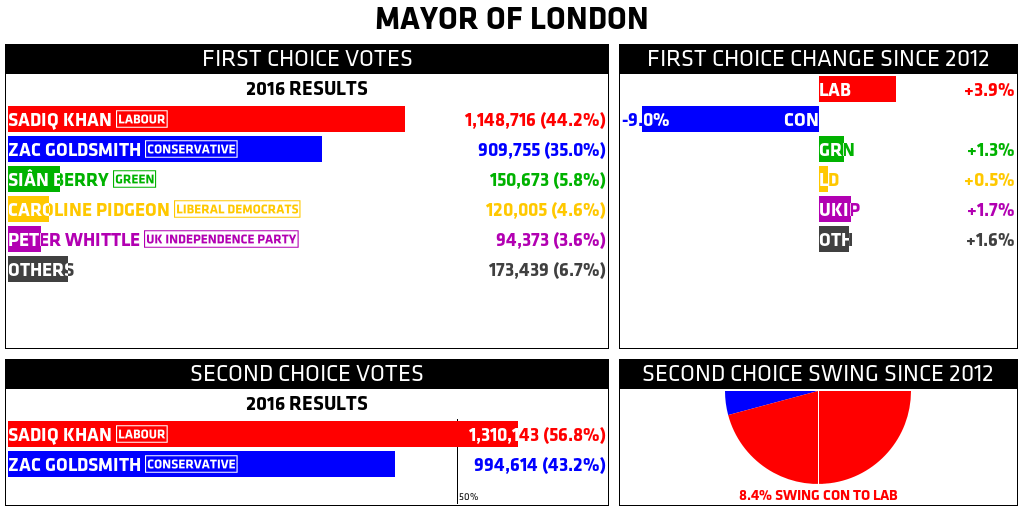 MAYOR OF LONDON
FIRST CHOICE VOTES
2016 RESULTS
SADIQ KHAN LABOUR 1,148,716 (44.2%)
ZAC GOLDSMITH CONSERVATIVE 909,755 (35.0%)
SIÂN BERRY GREEN 150,673 (5.8%)
CAROLINE PIDGEON LIBERAL DEMOCRATS 120,005 (4.6%)
PETER WHITTLE UK INDEPENDENCE PARTY 94,373 (3.6%)
OTHERS 173,439 (6.7%)
FIRST CHOICE CHANGE SINCE 2012
LAB +3.9%
-9.0% CON
GRN +1.3%
LD +0.5%
UKIP +1.7%
OTH +1.6%
SECOND CHOICE VOTES
2016 RESULTS
SADIQ KHAN LABOUR 1,310,143 (56.8%)
ZAC GOLDSMITH CONSERVATIVE 994,614 (43.2%)
50%
SECOND CHOICE SWING SINCE 2012
8.4% SWING CON TO LAB